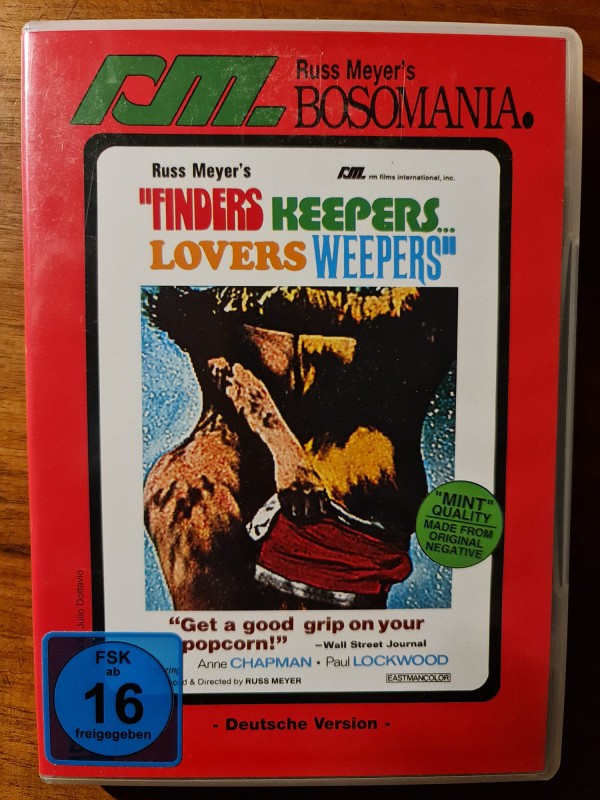 rm
Russ Meyer's
BOSOMANIA.
Russ Meyer's
rm rm films international, inc.
"FINDERS KEEPERS...
LOVERS WEEPERS"
"MINT"
QUALITY
MADE FROM
ORIGINAL
NEGATIVE
Julio Dottavio
"Get a good grip on your
popcorn!" –Wall Street Journal
Anne CHAPMAN • Paul LOCKWOOD
& Directed by RUSS MEYER
EASTMANCOLOR
FSK
ab
16
freigegeben
- Deutsche Version -